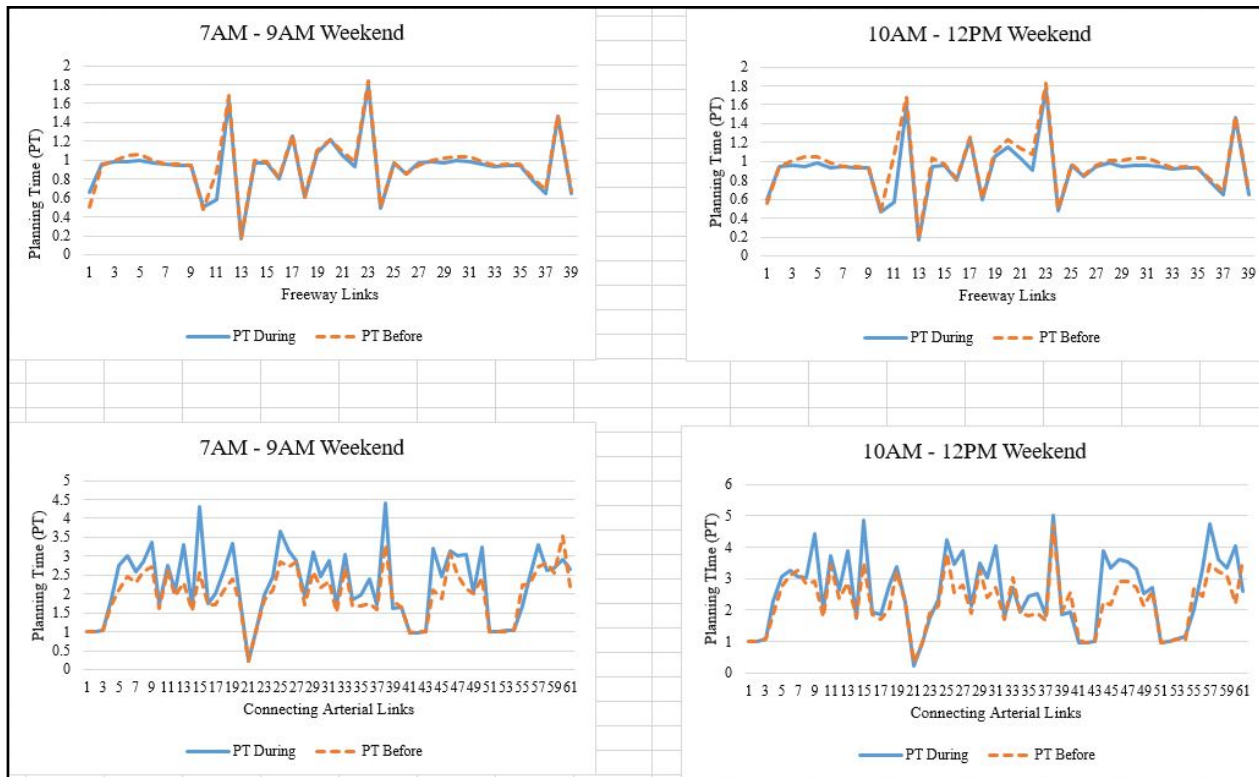 7AM - 9AM Weekend
Planning Time (PT)
2
1.8
1.6
1.4
1.2
1
0.8
0.6
0.4
0.2
0
1 3 5 7 9 11 13 15 17 19 21 23 25 27 29 31 33 35 37 39
Freeway Links
PT During PT Before
10AM - 12PM Weekend
Planning Time (PT)
2
1.8
1.6
1.4
1.2
1
0.8
0.6
0.4
0.2
0
1 3 5 7 9 11 13 15 17 19 21 23 25 27 29 31 33 35 37 39
Freeway Links
PT During PT Before
7AM - 9AM Weekend
Planning Time (PT)
5
4.5
4
3.5
3
2.5
2
1.5
1
0.5
0
1 3 5 7 9 11 13 15 17 19 21 23 25 27 29 31 33 35 37 39 41 43 45 47 49 51 53 55 57 59 61
Connecting Arterial Links
PT During PT Before
10AM - 12PM Weekend
Planning TIme (PT)
6
5
4
3
2
1
0
1 3 5 7 9 11 13 15 17 19 21 23 25 27 29 31 33 35 37 39 41 43 45 47 49 51 53 55 57 59 61
Connecting Arterial Links
PT During PT Before